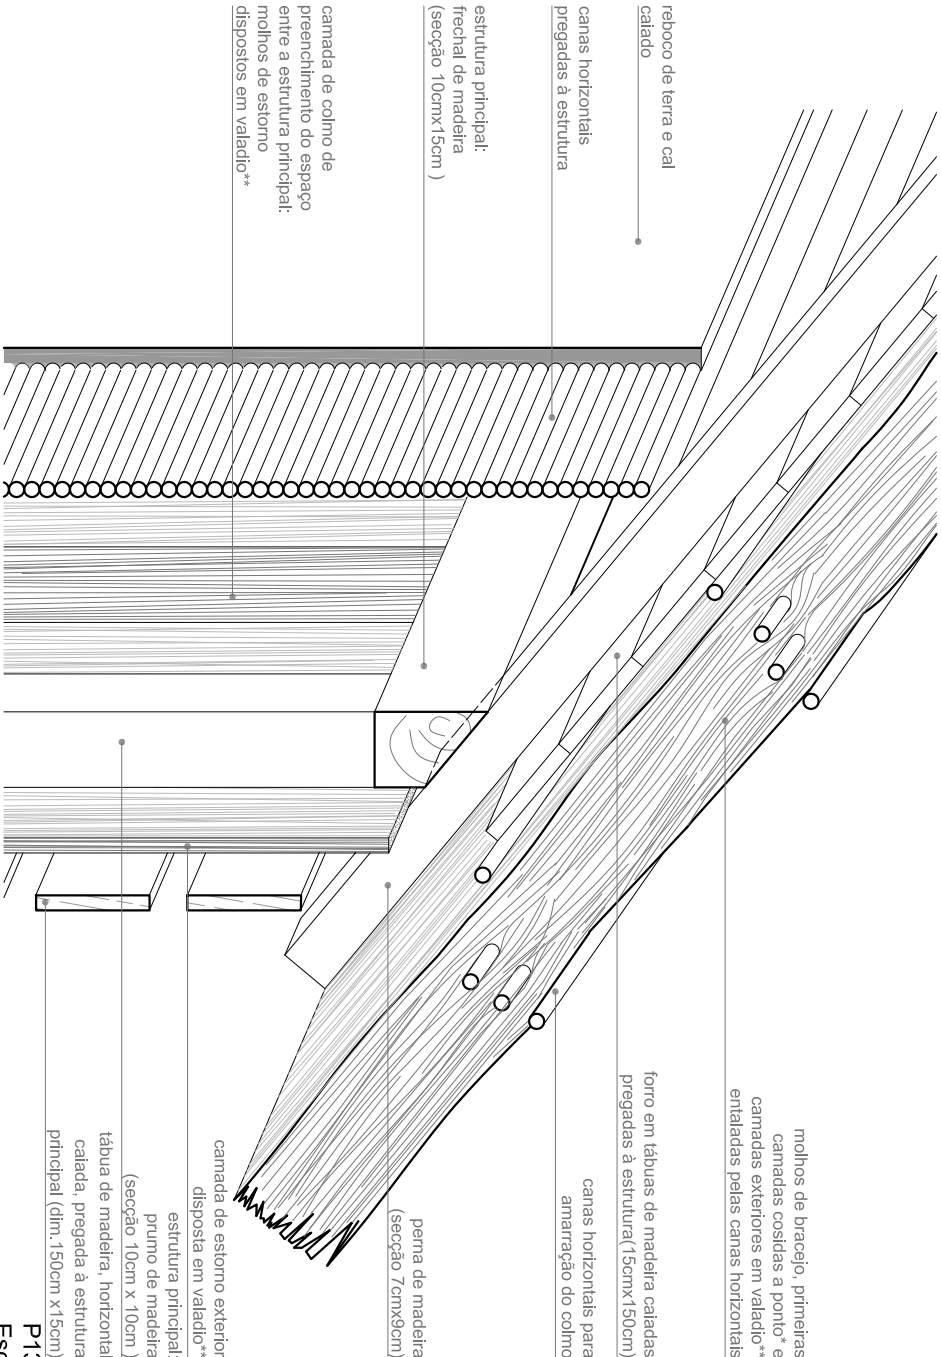 reboco de terra e cal
caiado
canas horizontais
pregadas à estrutura
estrutura principal:
frechal de madeira
(secção 10cmx15cm )
camada de colmo de
preenchimento do espaço
entre a estrutura principal:
molhos de estorno
dispostos em valadio**
molhos de bracejo, primeiras
camadas cosidas a ponto* e
camadas exteriores em valadio**
entaladas pelas canas horizontais
forro em tábuas de madeira caiadas
pregadas à estrutura(15cmx150cm)
canas horizontais para
amarração do colmo
perna de madeira
(secção 7cmx9cm)
camada de estorno exterior
disposta em valadio**
estrutura principal:
prumo de madeira
(secção 10cm x 10cm )
tábua de madeira, horizontal
caiada, pregada à estrutura
principal (dim.150cm x15cm)
P13
Esc